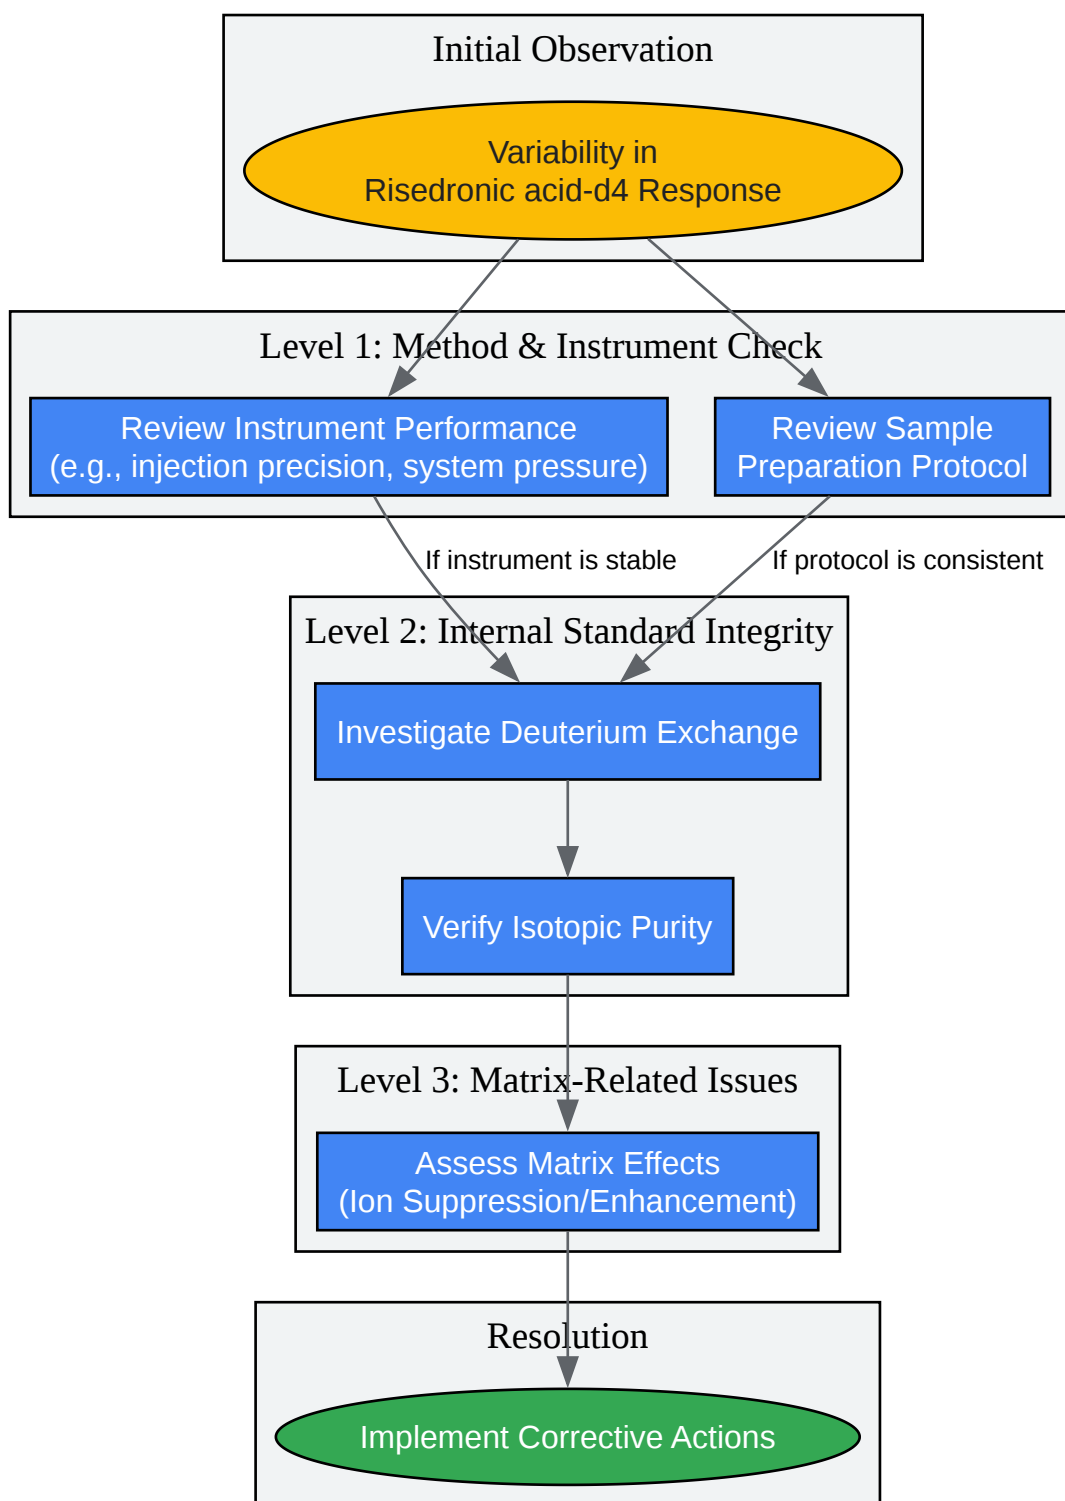 Initial Observation
Variability in
Risedronic acid-d4 Response
Level 1: Method & Instrument Check
Review Instrument Performance
(e.g., injection precision, system pressure)
Review Sample
Preparation Protocol
If instrument is stable
If protocol is consistent
Level 2: Internal Standard Integrity
Investigate Deuterium Exchange
Verify Isotopic Purity
Level 3: Matrix-Related Issues
Assess Matrix Effects
(Ion Suppression/Enhancement)
Resolution
Implement Corrective Actions